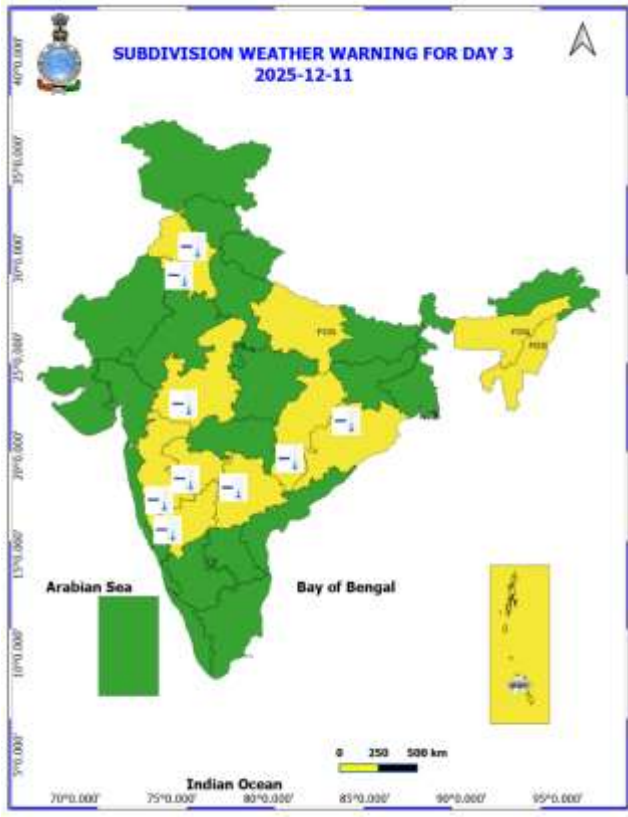 SUBDIVISION WEATHER WARNING FOR DAY 3
2025-12-11
40°0.000'
35°0.000'
30°0.000'
25°0.000'
20°0.000'
15°0.000'
10°0.000'
5°0.000'
FOG
FOG
FOG
Arabian Sea
Bay of Bengal
0 250 500 km
Indian Ocean
70°0.000' 75°0.000' 80°0.000' 85°0.000' 90°0.000' 95°0.000'